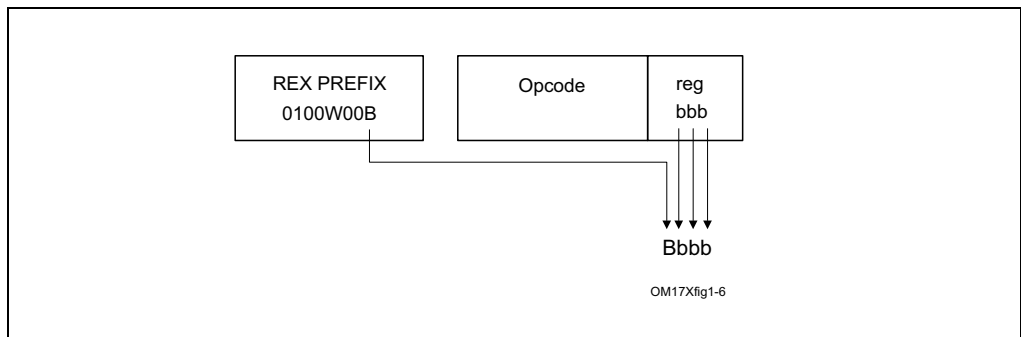 REX PREFIX
0100W00B
Opcode
reg
bbb
Bbbb
OM17Xfig1-6